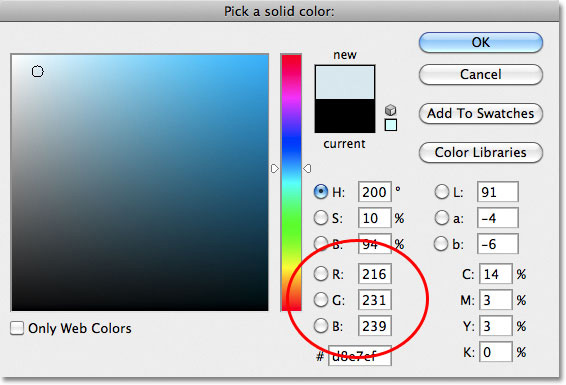 Pick a solid color:
new
current
OK
Cancel
Add To Swatches
Color Libraries
H: 200 °
S: 10 %
B: 94 %
R: 216
G: 231
B: 239
# d8e7ef
L: 91
a: -4
b: -6
C: 14 %
M: 3 %
Y: 3 %
K: 0 %
Only Web Colors